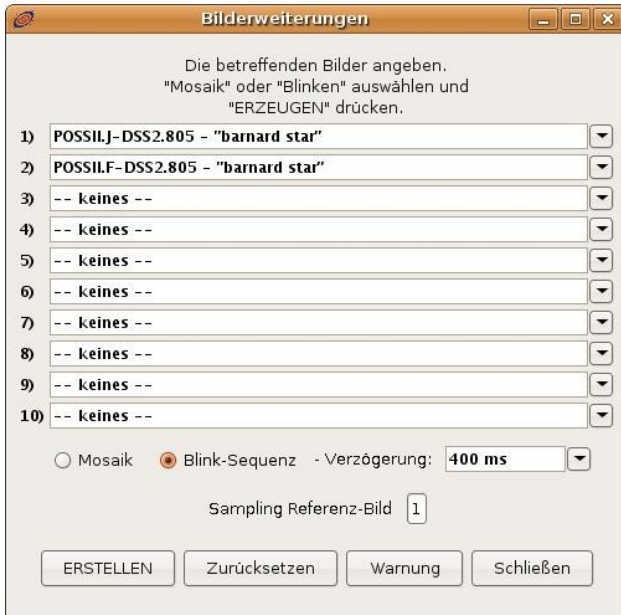 Bilderweiterungen
Die betreffenden Bilder angeben.
"Mosaik" oder "Blinken" auswählen und
"ERZEUGEN" drücken.
1) POSSII.J-DSS2.805 - "barnard star"
2) POSSII.F-DSS2.805 - "barnard star"
3) -- keines --
4) -- keines --
5) -- keines --
6) -- keines --
7) -- keines --
8) -- keines --
9) -- keines --
10) -- keines --
Mosaik Blink-Sequenz - Verzögerung: 400 ms
Sampling Referenz-Bild 1
ERSTELLEN Zurücksetzen Warnung Schließen